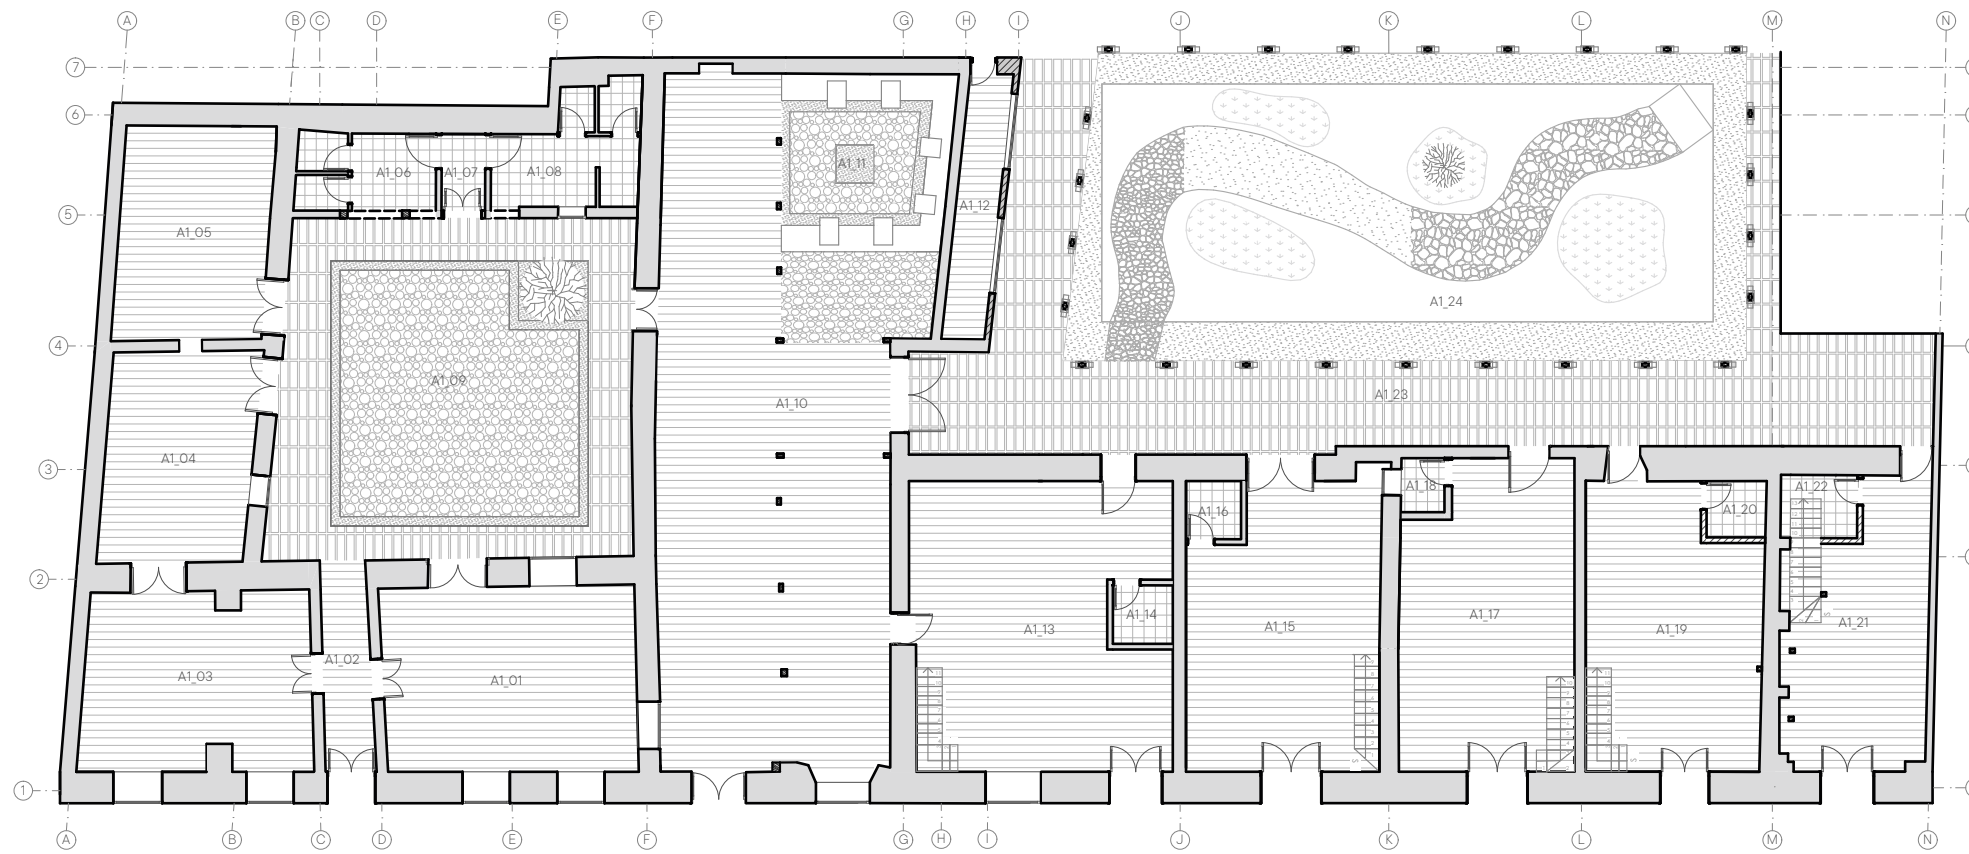 A B C D E F G H I J K L M N
7
6
A1_11
A1_06 A1_07 A1_08
A1_12
5
A1_05
A1_24
4
A1_09
A1_23
A1_10
A1_04
3
A1_18
A1_22
A1_16
A1_20
2
A1_14
A1_17
A1_21
A1_15
A1_13
A1_19
A1_02
A1_03
A1_01
1
A B C D E F G H I J K L M N